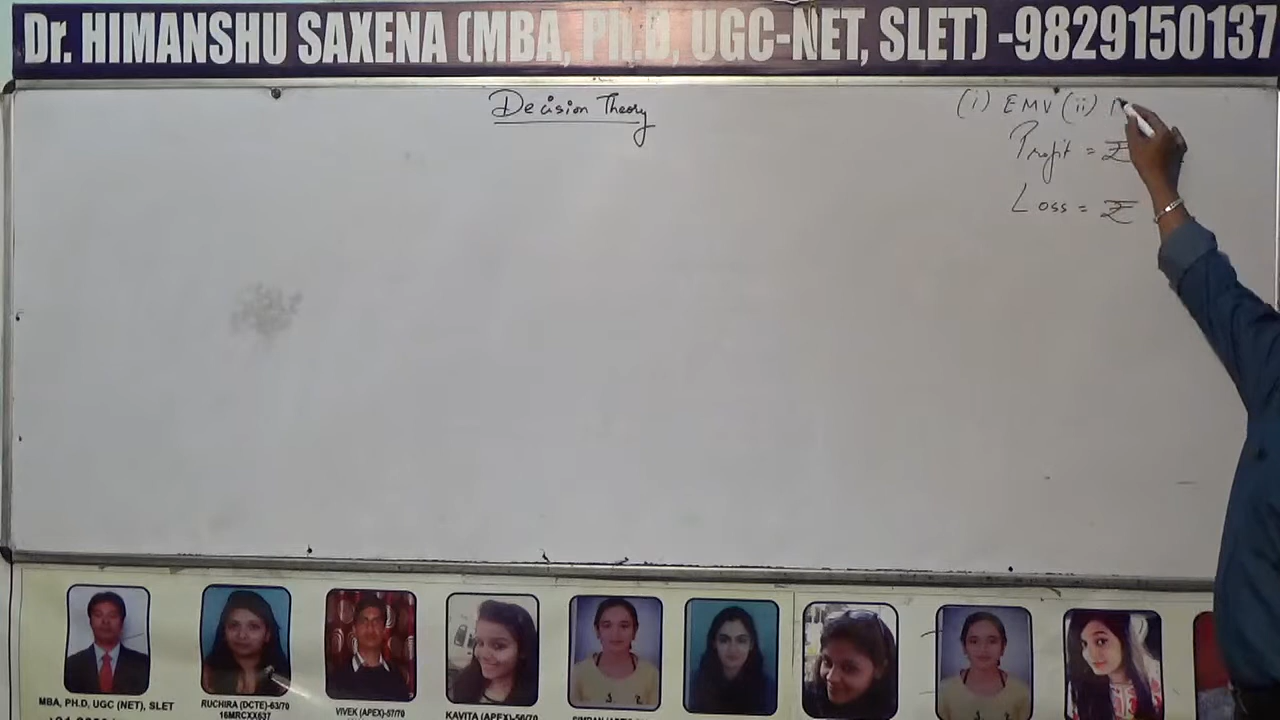 Dr. HIMANSHU SAXENA (MBA, Ph.D, UGC-NET, SLET) -9829150137
Decision Theory
(i) EMV (ii)
Profit = ₹
Loss = ₹
MBA, PH.D, UGC (NET), SLET
RUCHIRA (DCTE)-63/70
16MRCXX637
VIVEK (APEX)-57/70
KAVITA (APEX)-56/70